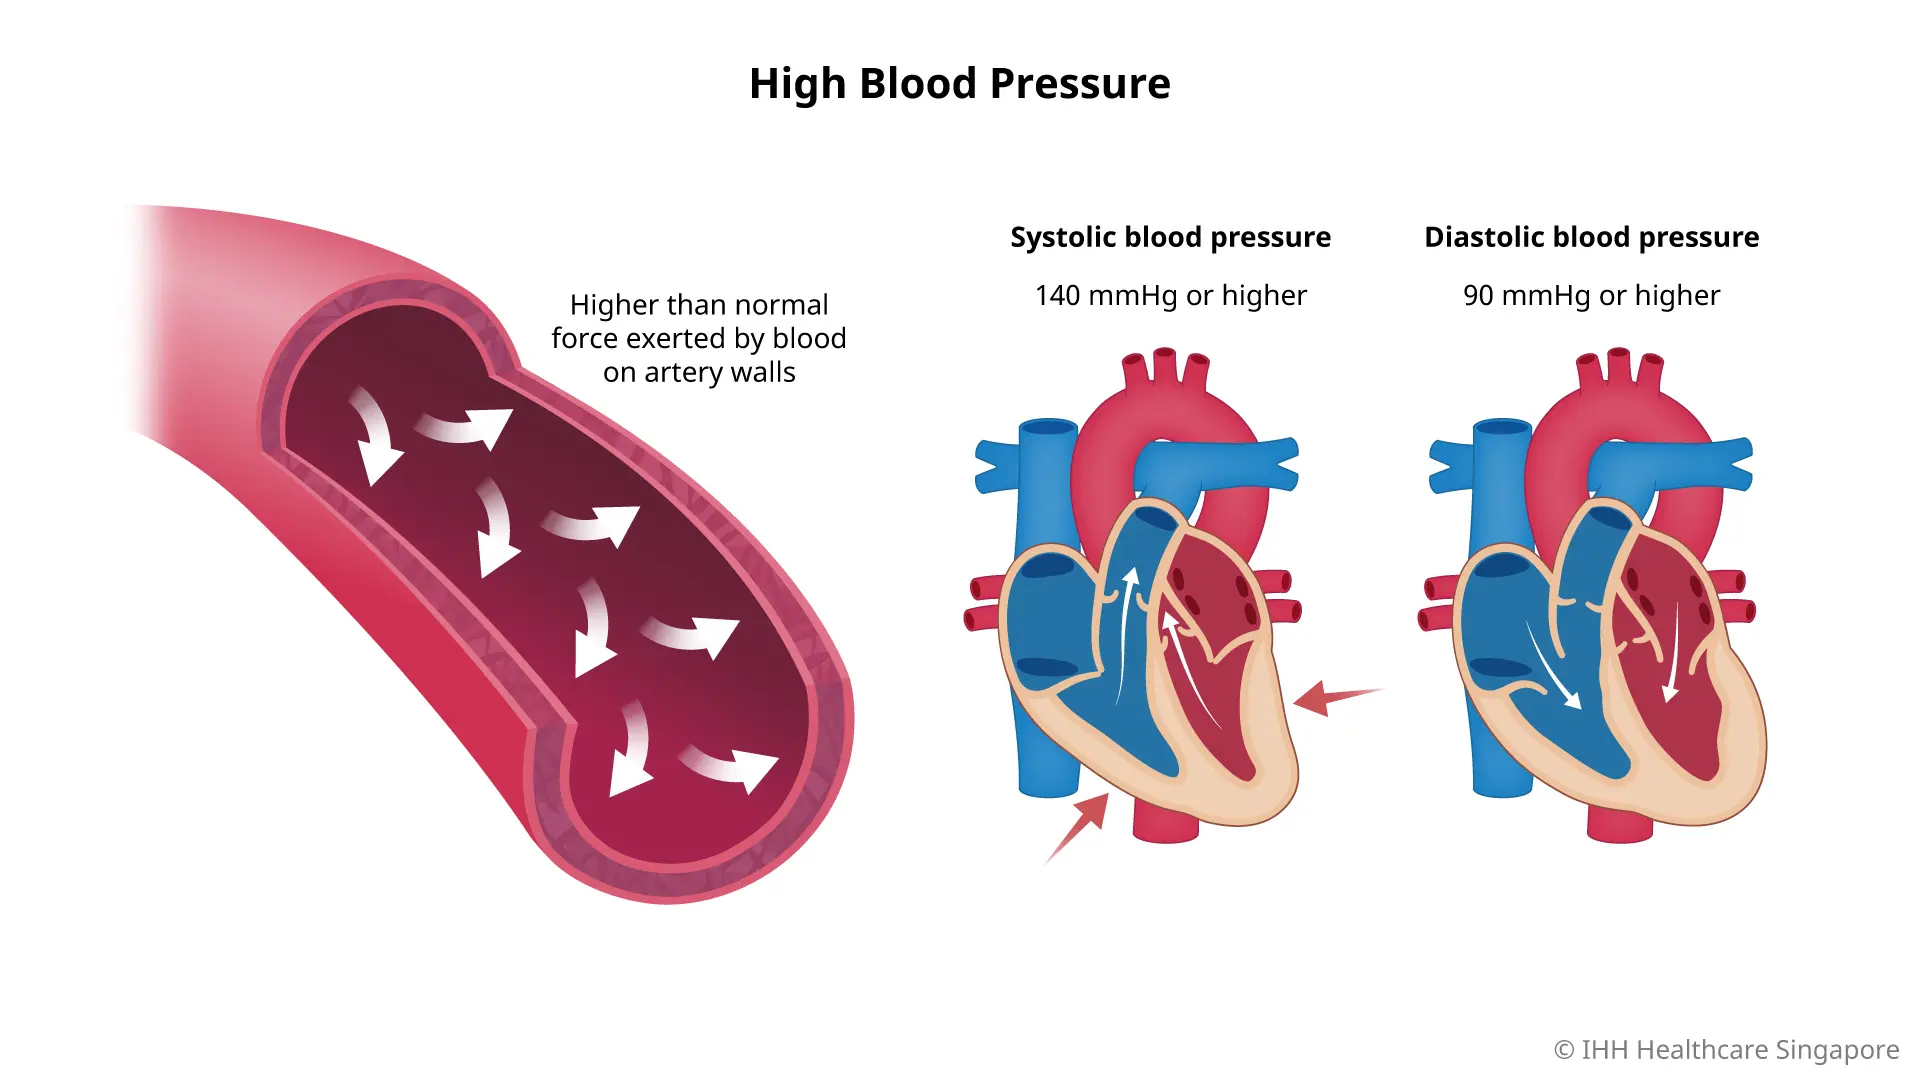 High Blood Pressure
Higher than normal
force exerted by blood
on artery walls
Systolic blood pressure
140 mmHg or higher
Diastolic blood pressure
90 mmHg or higher
© IHH Healthcare Singapore